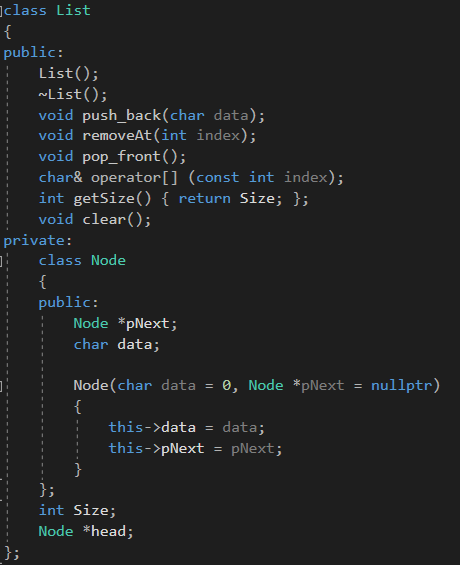 class List
{
public:
    List();
    ~List();
    void push_back(char data);
    void removeAt(int index);
    void pop_front();
    char& operator[] (const int index);
    int getSize() { return Size; };
    void clear();
private:
    class Node
    {
    public:
        Node *pNext;
        char data;

        Node(char data = 0, Node *pNext = nullptr)
        {
            this->data = data;
            this->pNext = pNext;
        }
    };
    int Size;
    Node *head;
};